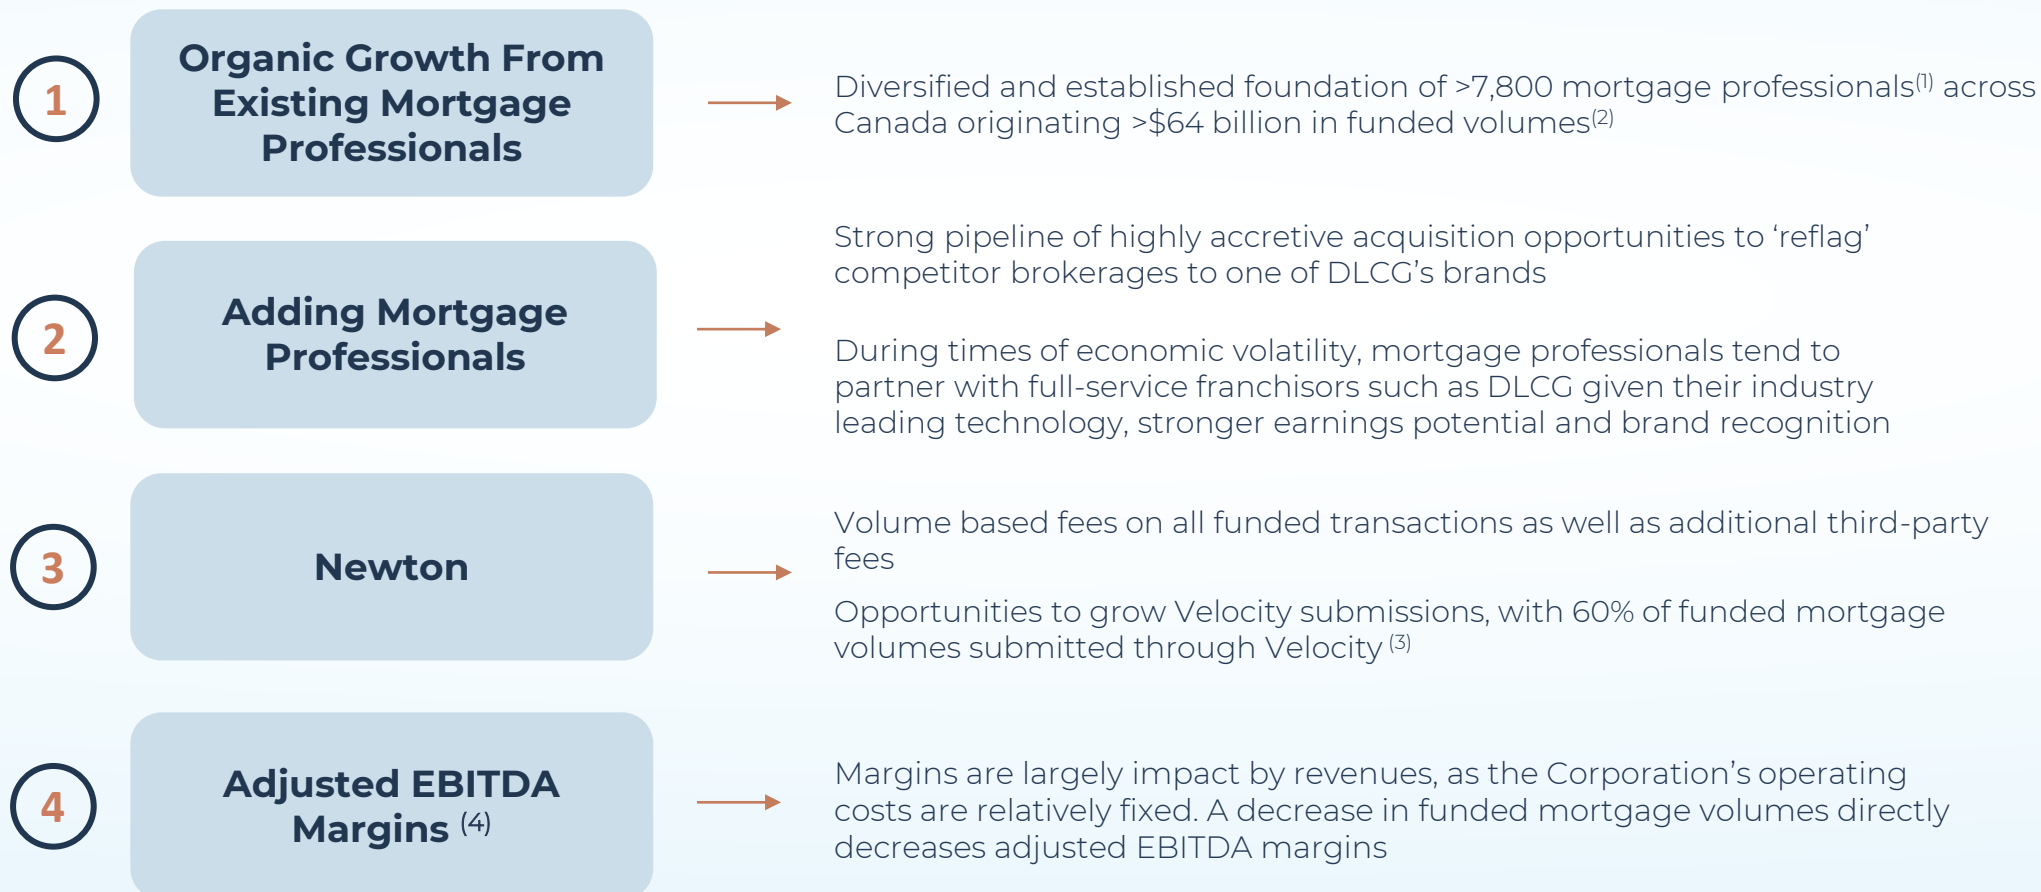 1
Organic Growth From
Existing Mortgage
Professionals
Diversified and established foundation of >7,800 mortgage professionals(1) across
Canada originating >$64 billion in funded volumes(2)
2
Adding Mortgage
Professionals
Strong pipeline of highly accretive acquisition opportunities to ‘reflag’
competitor brokerages to one of DLCG’s brands
During times of economic volatility, mortgage professionals tend to
partner with full-service franchisors such as DLCG given their industry
leading technology, stronger earnings potential and brand recognition
3
Newton
Volume based fees on all funded transactions as well as additional third-party
fees
Opportunities to grow Velocity submissions, with 60% of funded mortgage
volumes submitted through Velocity (3)
4
Adjusted EBITDA
Margins (4)
Margins are largely impact by revenues, as the Corporation’s operating
costs are relatively fixed. A decrease in funded mortgage volumes directly
decreases adjusted EBITDA margins